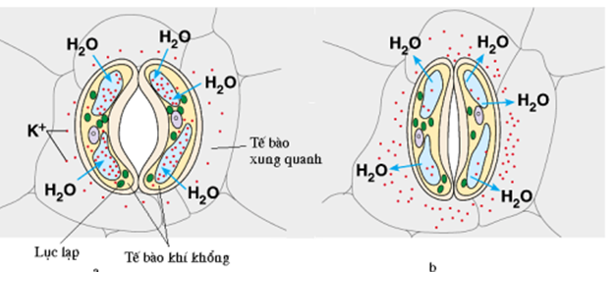 H₂O
H₂O
H₂O
K⁺
H₂O
H₂O
Tế bào
xung quanh
Lục lạp
Tế bào khí khổng
a
H₂O
H₂O
H₂O
H₂O
H₂O
b